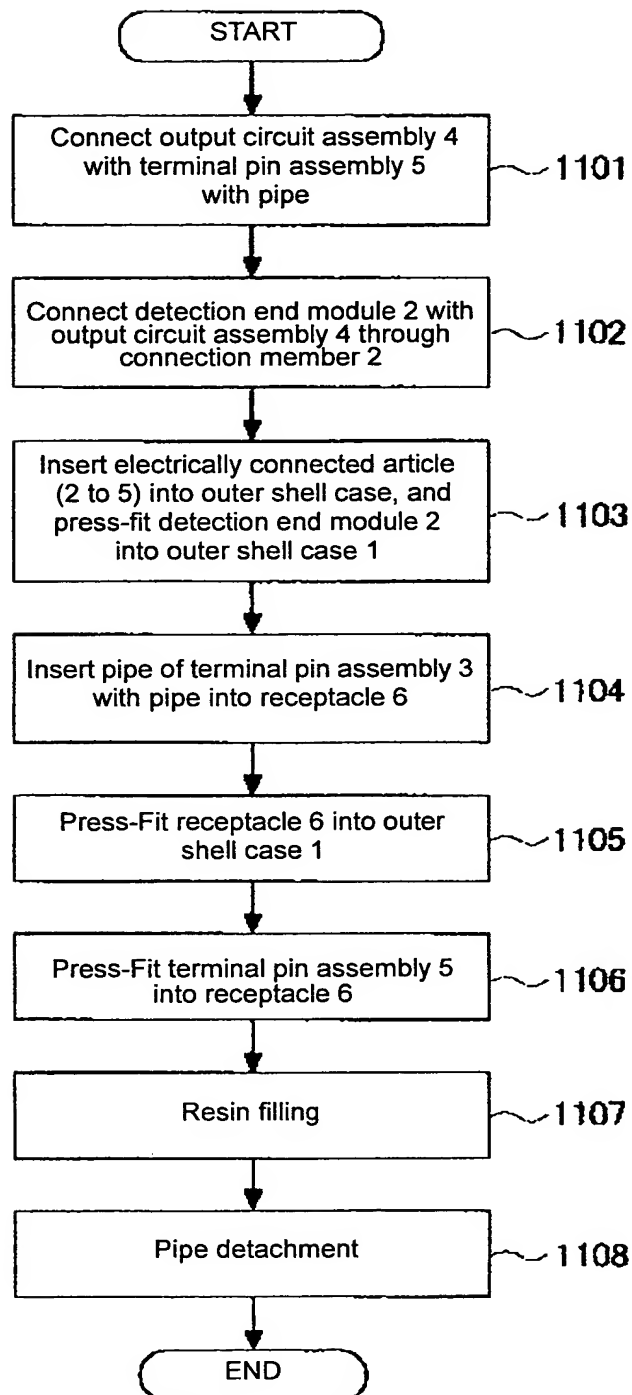 START
Connect output circuit assembly 4
with terminal pin assembly 5
with pipe
1101
Connect detection end module 2 with
output circuit assembly 4 through
connection member 2
1102
Insert electrically connected article
(2 to 5) into outer shell case, and
press-fit detection end module 2
into outer shell case 1
1103
Insert pipe of terminal pin assembly 3
with pipe into receptacle 6
1104
Press-Fit receptacle 6 into outer
shell case 1
1105
Press-Fit terminal pin assembly 5
into receptacle 6
1106
Resin filling
1107
Pipe detachment
1108
END